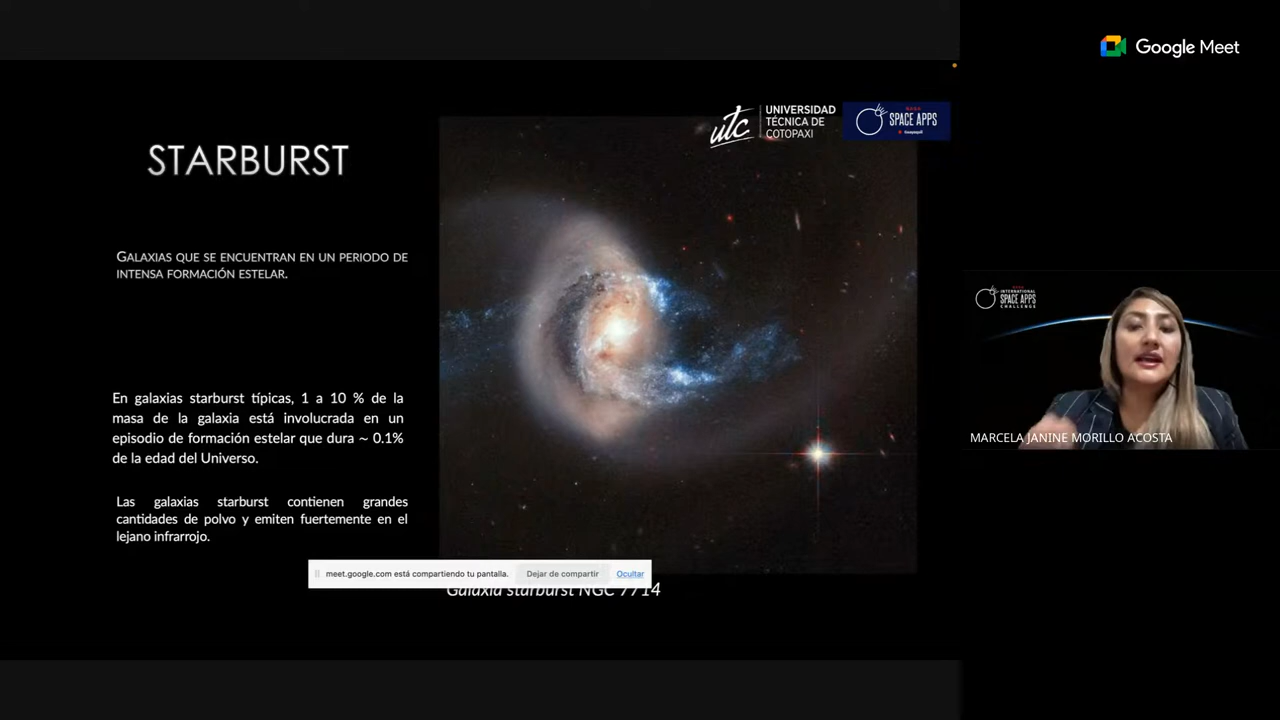 Google Meet
utc
UNIVERSIDAD
TÉCNICA DE
COTOPAXI
NASA
SPACE APPS
STARBURST
GALAXIAS QUE SE ENCUENTRAN EN UN PERIODO DE
INTENSA FORMACIÓN ESTELAR.
En galaxias starburst típicas, 1 a 10 % de la
masa de la galaxia está involucrada en un
episodio de formación estelar que dura ~ 0.1%
de la edad del Universo.
Las galaxias starburst contienen grandes
cantidades de polvo y emiten fuertemente en el
lejano infrarrojo.
meet.google.com está compartiendo tu pantalla.
Dejar de compartir
Ocultar
Galaxia starburst NGC 7714
INTERNATIONAL
SPACE APPS
CHALLENGE
MARCELA JANINE MORILLO ACOSTA